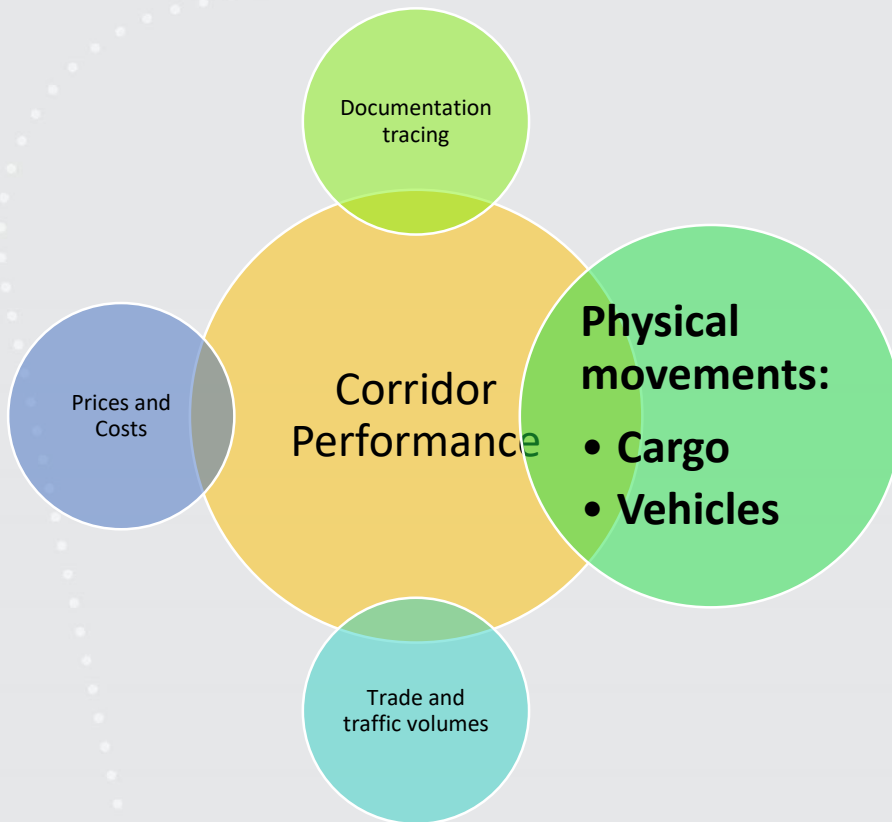 Documentation
tracing
Prices and
Costs
Corridor
Performance
Physical
movements:
• Cargo
• Vehicles
Trade and
traffic volumes